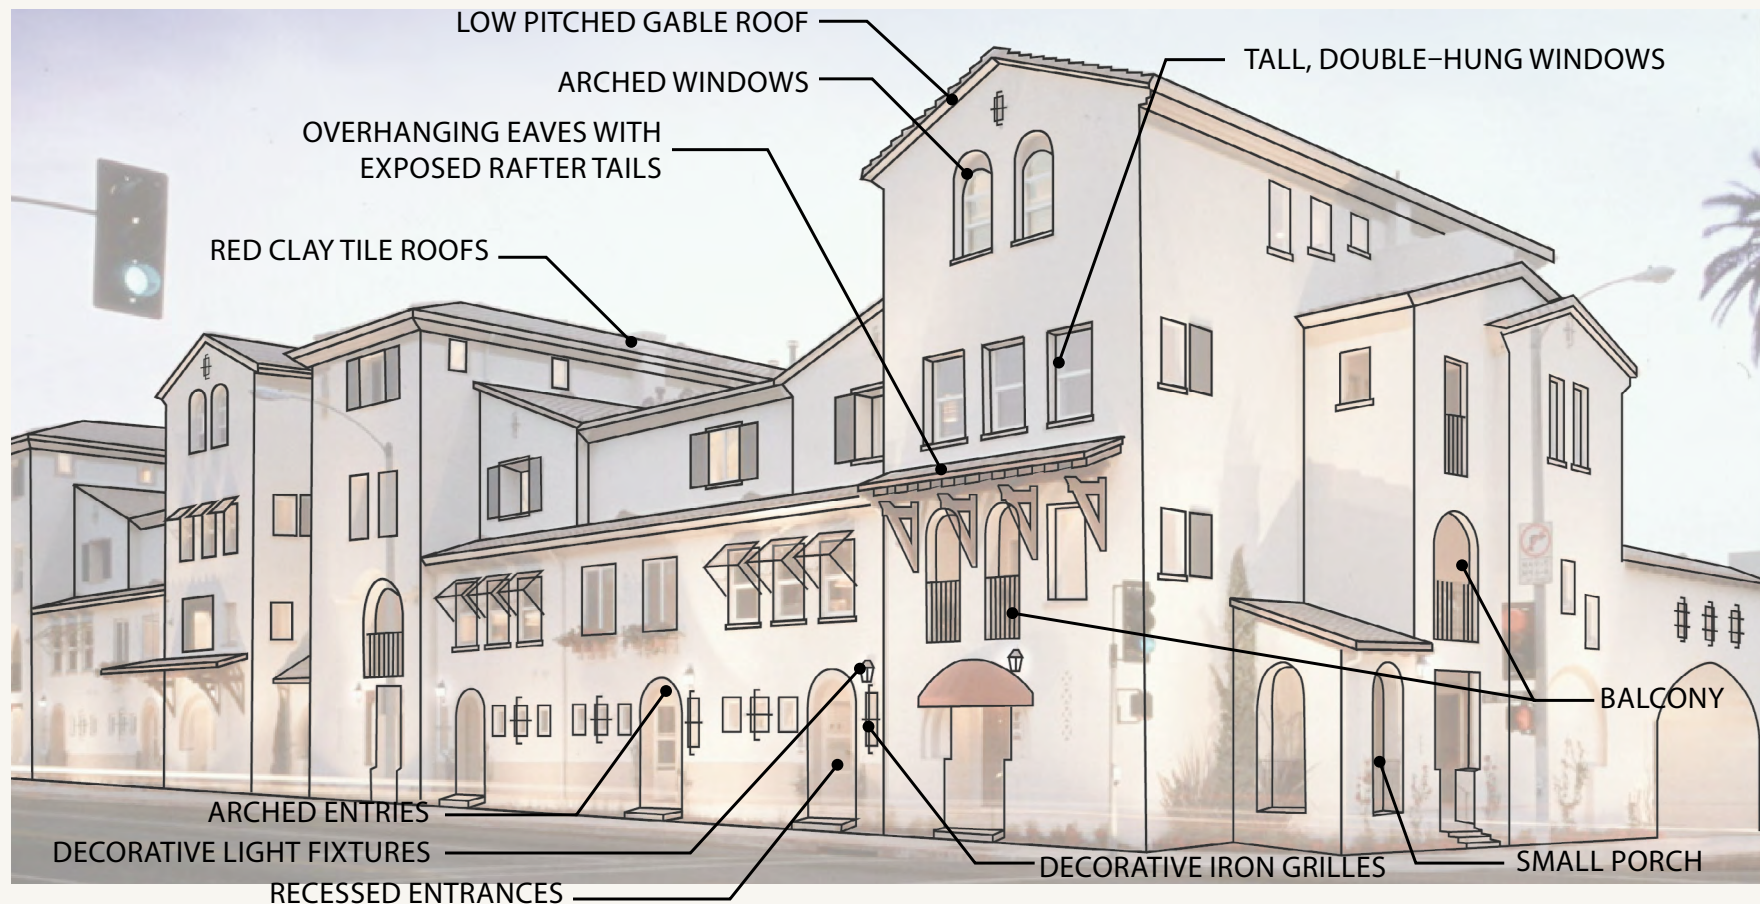 LOW PITCHED GABLE ROOF
TALL, DOUBLE-HUNG WINDOWS
ARCHED WINDOWS
OVERHANGING EAVES WITH
EXPOSED RAFTER TAILS
RED CLAY TILE ROOFS
BALCONY
ARCHED ENTRIES
DECORATIVE LIGHT FIXTURES
RECESSED ENTRANCES
DECORATIVE IRON GRILLES
SMALL PORCH